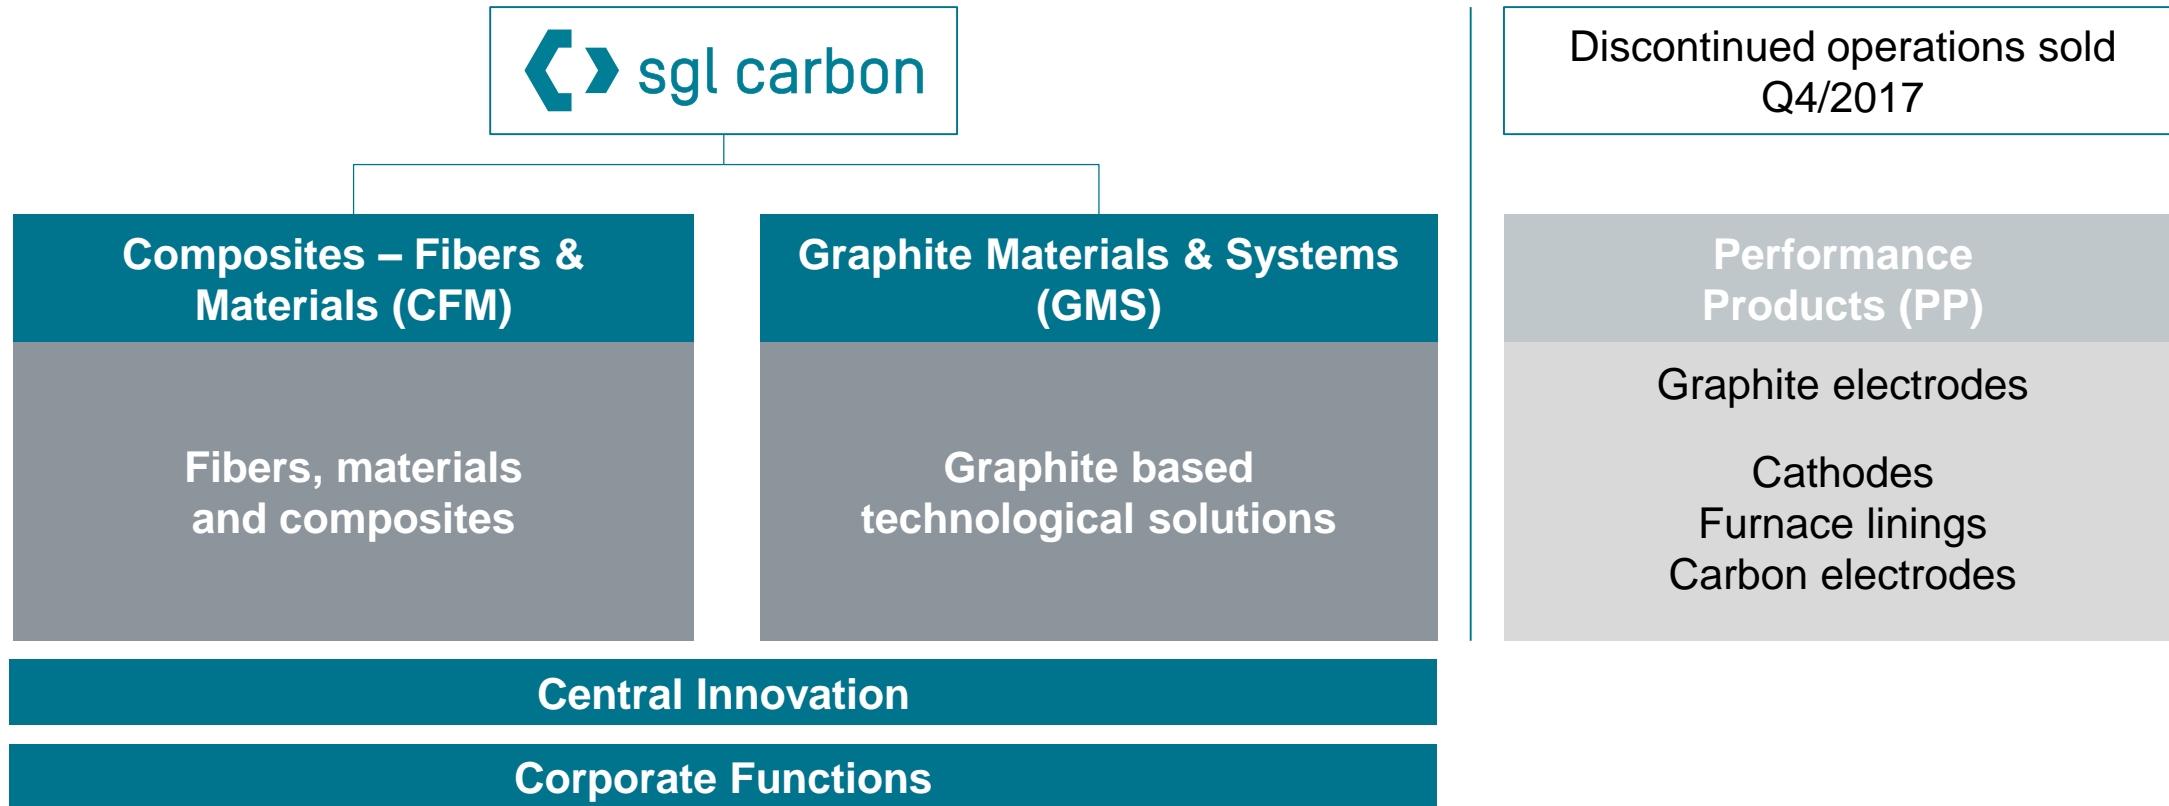 sgl carbon
Discontinued operations sold
Q4/2017
Composites – Fibers &
Materials (CFM)
Fibers, materials
and composites
Graphite Materials & Systems
(GMS)
Graphite based
technological solutions
Performance
Products (PP)
Graphite electrodes
Cathodes
Furnace linings
Carbon electrodes
Central Innovation
Corporate Functions